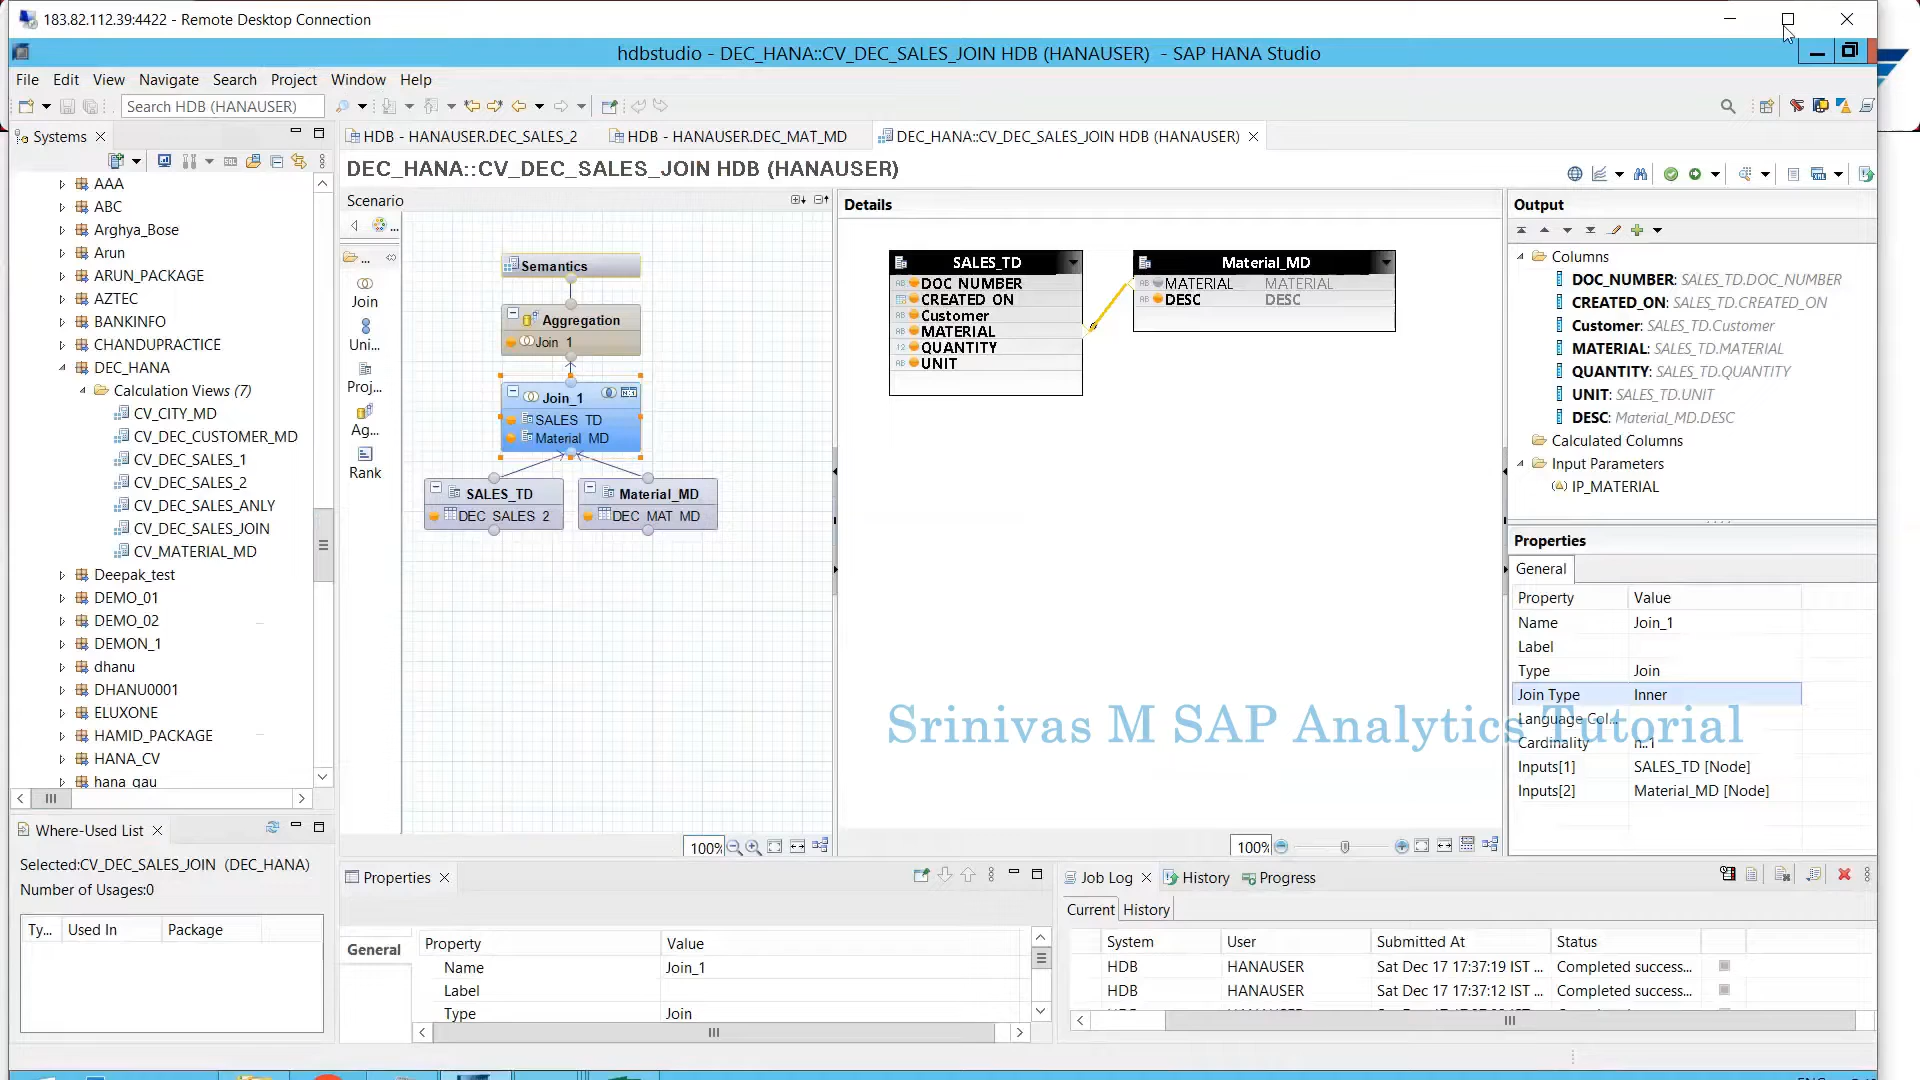 183.82.112.39:4422 - Remote Desktop Connection
hdbstudio - DEC_HANA::CV_DEC_SALES_JOIN HDB (HANAUSER) - SAP HANA Studio
File Edit View Navigate Search Project Window Help
Search HDB (HANAUSER)
Systems
HDB - HANAUSER.DEC_SALES_2
HDB - HANAUSER.DEC_MAT_MD
DEC_HANA::CV_DEC_SALES_JOIN HDB (HANAUSER)
SQL
AAA
ABC
Arghya_Bose
Arun
ARUN_PACKAGE
AZTEC
BANKINFO
CHANDUPRACTICE
DEC_HANA
Calculation Views (7)
CV_CITY_MD
CV_DEC_CUSTOMER_MD
CV_DEC_SALES_1
CV_DEC_SALES_2
CV_DEC_SALES_ANLY
CV_DEC_SALES_JOIN
CV_MATERIAL_MD
Deepak_test
DEMO_01
DEMO_02
DEMON_1
dhanu
DHANU0001
ELUXONE
HAMID_PACKAGE
HANA_CV
hana_gau
DEC_HANA::CV_DEC_SALES_JOIN HDB (HANAUSER)
Scenario
...
...
Join
Uni...
Proj...
Ag...
Rank
Semantics
Aggregation
Join_1
Join_1
SALES_TD
Material_MD
SALES_TD
DEC_SALES_2
Material_MD
DEC_MAT_MD
100%
Details
SALES_TD
AB DOC_NUMBER
CREATED_ON
AB Customer
AB MATERIAL
12 QUANTITY
AB UNIT
Material_MD
AB MATERIAL MATERIAL
AB DESC DESC
100%
Output
Columns
DOC_NUMBER: SALES_TD.DOC_NUMBER
CREATED_ON: SALES_TD.CREATED_ON
Customer: SALES_TD.Customer
MATERIAL: SALES_TD.MATERIAL
QUANTITY: SALES_TD.QUANTITY
UNIT: SALES_TD.UNIT
DESC: Material_MD.DESC
Calculated Columns
Input Parameters
IP_MATERIAL
Properties
General
Property Value
Name Join_1
Label
Type Join
Join Type Inner
Language Col...
Cardinality n..1
Inputs[1] SALES_TD [Node]
Inputs[2] Material_MD [Node]
Srinivas M SAP Analytics Tutorial
Where-Used List
Selected:CV_DEC_SALES_JOIN (DEC_HANA)
Number of Usages:0
Ty... Used In Package
Properties
General
Property Value
Name Join_1
Label
Type Join
Job Log History Progress
Current History
System User Submitted At Status
HDB HANAUSER Sat Dec 17 17:37:19 IST ... Completed success...
HDB HANAUSER Sat Dec 17 17:37:12 IST ... Completed success...